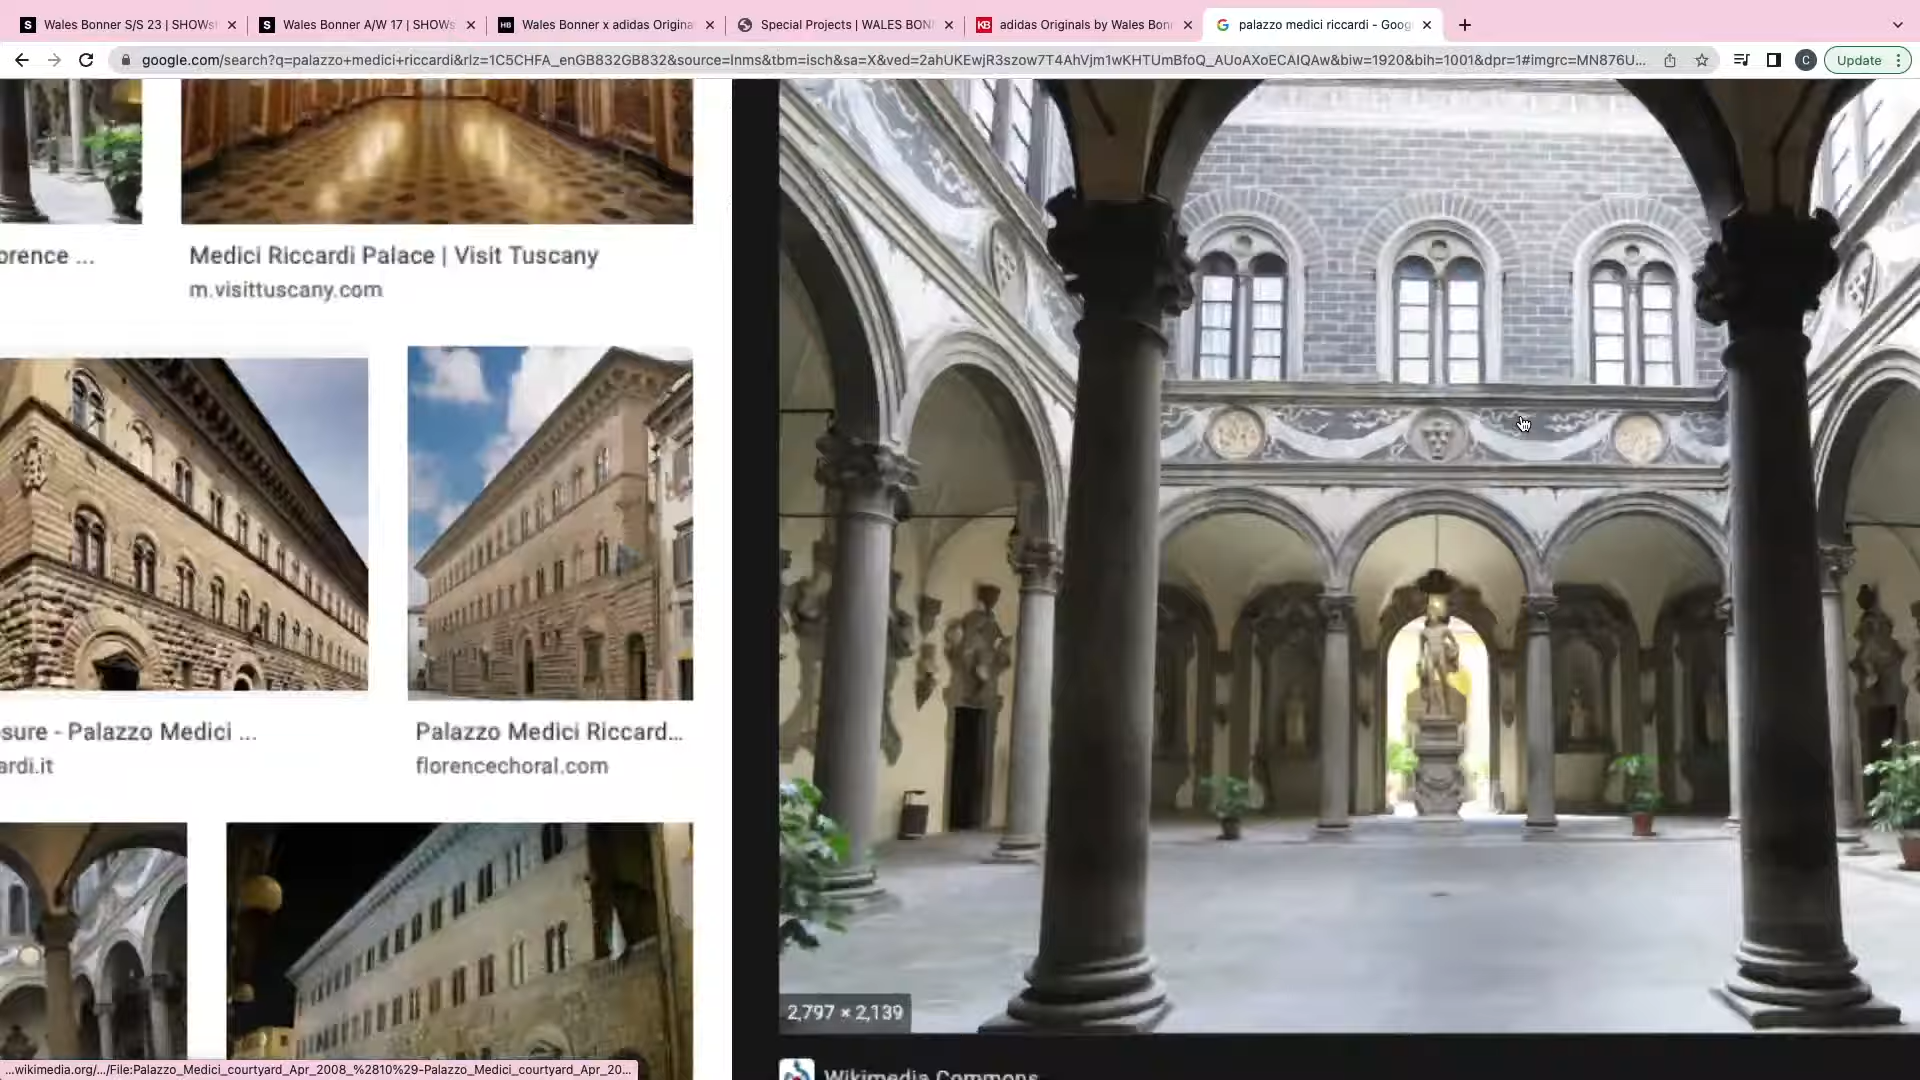 Wales Bonner S/S 23 | SHOWs
Wales Bonner A/W 17 | SHOWs
Wales Bonner x adidas Origina
Special Projects | WALES BON
adidas Originals by Wales Bon
palazzo medici riccardi - Goog
google.com/search?q=palazzo+medici+riccardi&rlz=1C5CHFA_enGB832GB832&source=lnms&tbm=isch&sa=X&ved=2ahUKEwjR3szow7T4AhVjm1wKHTUmBfoQ_AUoAXoECAIQAw&biw=1920&bih=1001&dpr=1#imgrc=MN876U...
C
Update
orence ...
Medici Riccardi Palace | Visit Tuscany
m.visittuscany.com
sure - Palazzo Medici ...
ardi.it
Palazzo Medici Riccard...
florencechoral.com
2,797 × 2,139
Wikimedia Commons
...wikimedia.org/.../File:Palazzo_Medici_courtyard_Apr_2008_%2810%29-Palazzo_Medici_courtyard_Apr_20...